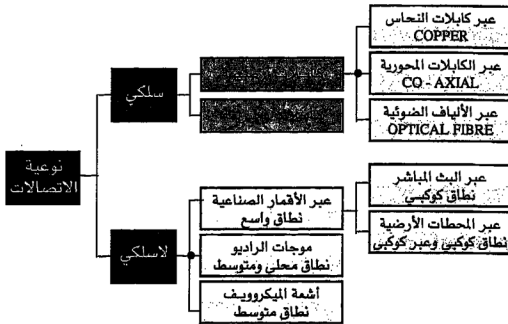 نوعية
الاتصالات
سلكي
عبر كابلات النحاس
COPPER
عبر الكابلات المحورية
CO - AXIAL
عبر الألياف الضوئية
OPTICAL FIBRE
لاسلكي
عبر الأقمار الصناعية
نطاق واسع
عبر البث المباشر
نطاق كوكبي
عبر المحطات الأرضية
نطاق كوكبي وعبر كوكبي
موجات الراديو
نطاق محلي ومتوسط
أشعة الميكروويف
نطاق متوسط